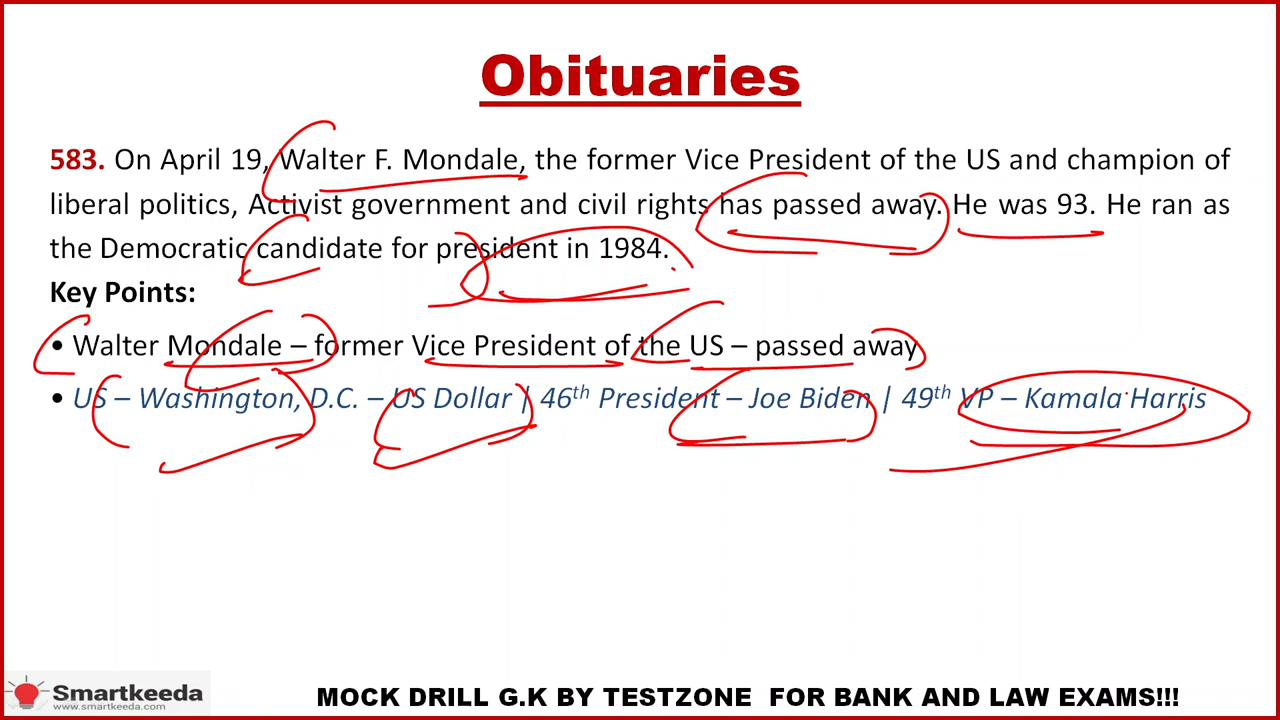 Obituaries
583. On April 19, Walter F. Mondale, the former Vice President of the US and champion of
liberal politics, Activist government and civil rights has passed away. He was 93. He ran as
the Democratic candidate for president in 1984.
Key Points:
• Walter Mondale – former Vice President of the US – passed away
• US – Washington, D.C. – US Dollar | 46th President – Joe Biden | 49th VP – Kamala Harris
Smartkeeda
www.smartkeeda.com
MOCK DRILL G.K BY TESTZONE FOR BANK AND LAW EXAMS!!!